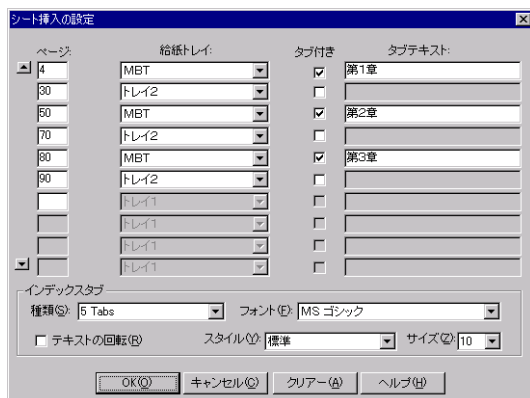 シート挿入の設定
ページ: 給紙トレイ: タブ付き タブテキスト:
4 MBT 第1章
30 トレイ2
50 MBT 第2章
70 トレイ2
80 MBT 第3章
90 トレイ2
トレイ1
トレイ1
トレイ1
トレイ1
インデックスタブ
種類(S): 5 Tabs フォント(F): MS ゴシック
テキストの回転(R) スタイル(Y): 標準 サイズ(Z): 10
OK(O) キャンセル(C) クリアー(A) ヘルプ(H)